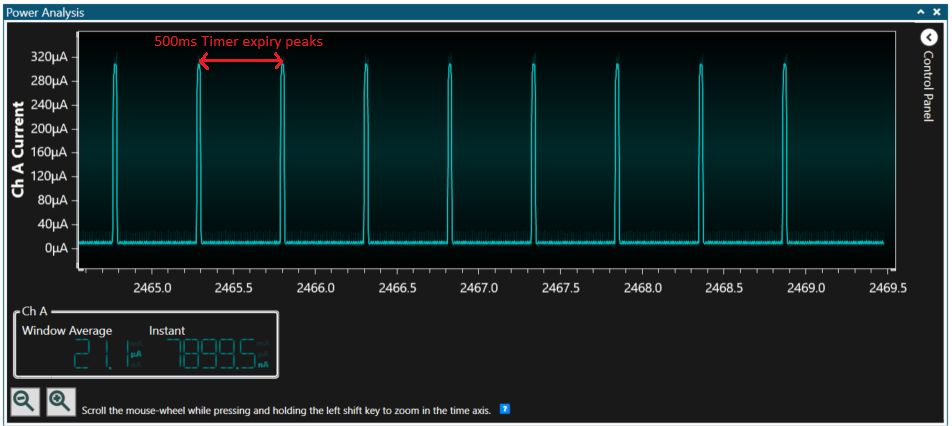 Power Analysis
500ms Timer expiry peaks
320µA
280µA
240µA
200µA
160µA
120µA
80µA
40µA
0µA
Ch A Current
2465.0 2465.5 2466.0 2466.5 2467.0 2467.5 2468.0 2468.5 2469.0 2469.5
Control Panel
Ch A
Window Average Instant
21.1 µA 7899.5 mA
Scroll the mouse-wheel while pressing and holding the left shift key to zoom in the time axis. ?